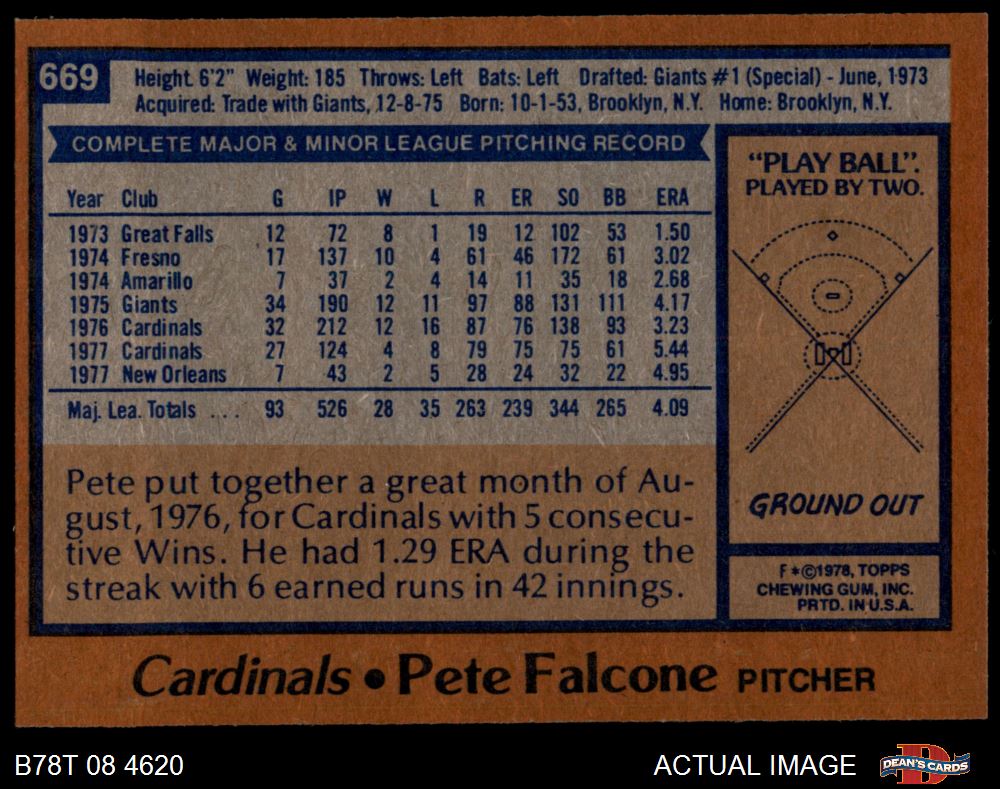 669
Height 6'2" Weight: 185 Throws: Left Bats: Left Drafted: Giants #1 (Special) - June, 1973
Acquired: Trade with Giants, 12-8-75 Born: 10-1-53, Brooklyn, N.Y. Home: Brooklyn, N.Y.
COMPLETE MAJOR & MINOR LEAGUE PITCHING RECORD
Year Club G IP W L R ER SO BB ERA
1973 Great Falls 12 72 8 1 19 12 102 53 1.50
1974 Fresno 17 137 10 4 61 46 172 61 3.02
1974 Amarillo 7 37 2 4 14 11 35 18 2.68
1975 Giants 34 190 12 11 97 88 131 111 4.17
1976 Cardinals 32 212 12 16 87 76 138 93 3.23
1977 Cardinals 27 124 4 8 79 75 75 61 5.44
1977 New Orleans 7 43 2 5 28 24 32 22 4.95
Maj. Lea. Totals ... 93 526 28 35 263 239 344 265 4.09
Pete put together a great month of Au-
gust, 1976, for Cardinals with 5 consecu-
tive Wins. He had 1.29 ERA during the
streak with 6 earned runs in 42 innings.
"PLAY BALL".
PLAYED BY TWO.
GROUND OUT
F*©1978, TOPPS
CHEWING GUM, INC.
PRTD. IN U.S.A.
Cardinals • Pete Falcone PITCHER
B78T 08 4620
ACTUAL IMAGE
D
DEAN'S CARDS